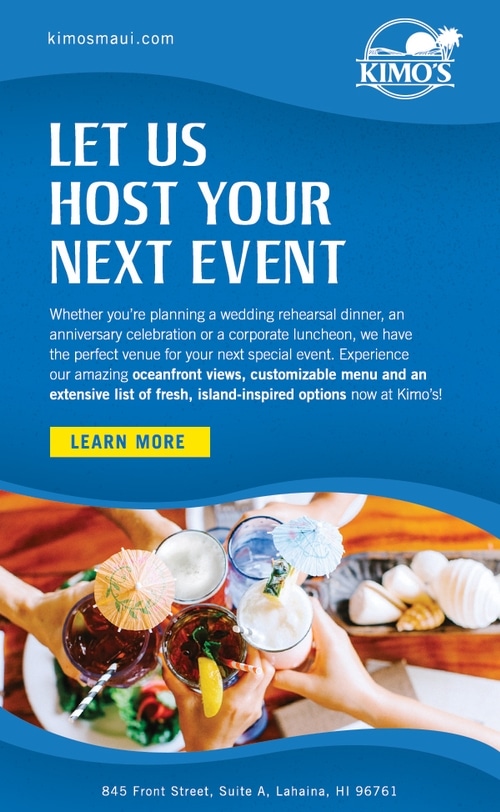 kimosmaui.com
KIMO'S
LET US
HOST YOUR
NEXT EVENT
Whether you’re planning a wedding rehearsal dinner, an
anniversary celebration or a corporate luncheon, we have
the perfect venue for your next special event. Experience
our amazing oceanfront views, customizable menu and an
extensive list of fresh, island-inspired options now at Kimo’s!
LEARN MORE
845 Front Street, Suite A, Lahaina, HI 96761